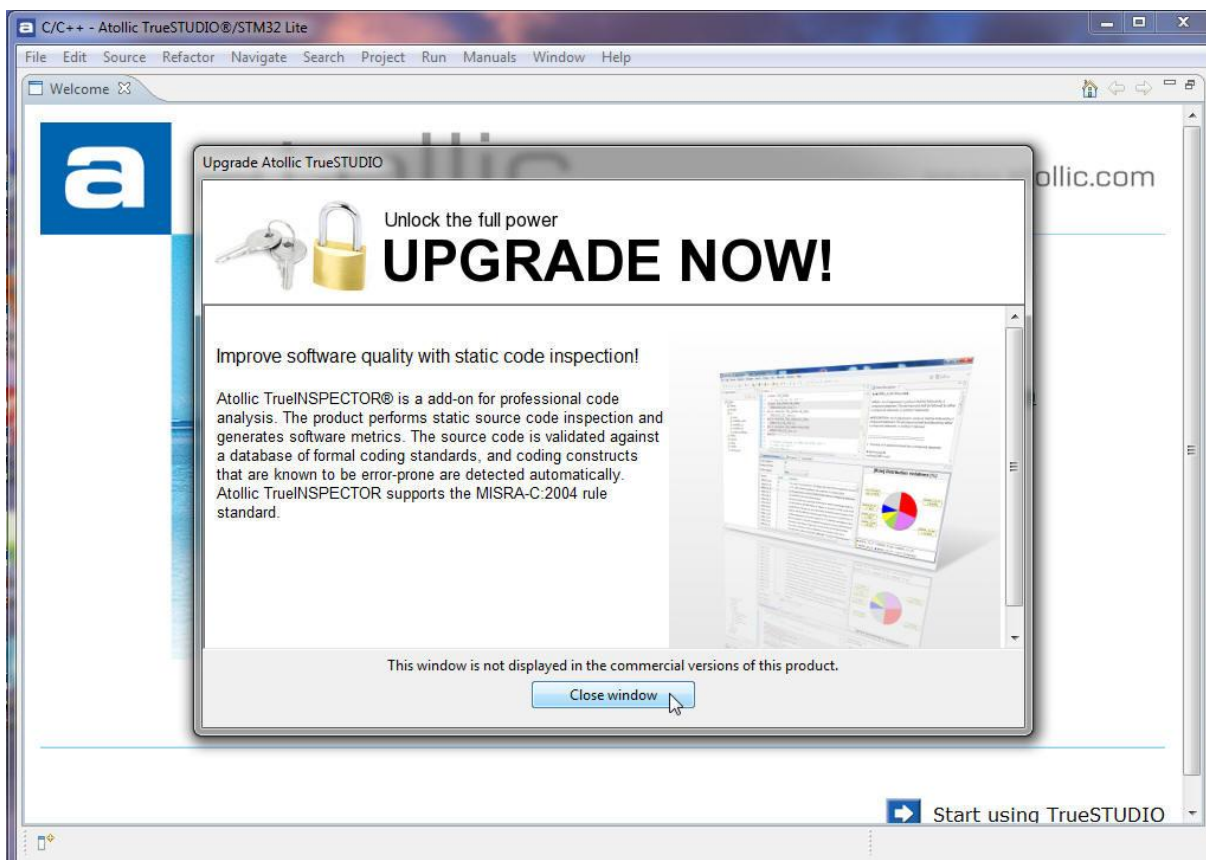 C/C++ - Atollic TrueSTUDIO®/STM32 Lite
File Edit Source Refactor Navigate Search Project Run Manuals Window Help
Welcome
a
ollic.com
Upgrade Atollic TrueSTUDIO
Unlock the full power
UPGRADE NOW!
Improve software quality with static code inspection!
Atollic TrueINSPECTOR® is a add-on for professional code
analysis. The product performs static source code inspection and
generates software metrics. The source code is validated against
a database of formal coding standards, and coding constructs
that are known to be error-prone are detected automatically.
Atollic TrueINSPECTOR supports the MISRA-C:2004 rule
standard.
This window is not displayed in the commercial versions of this product.
Close window
Start using TrueSTUDIO